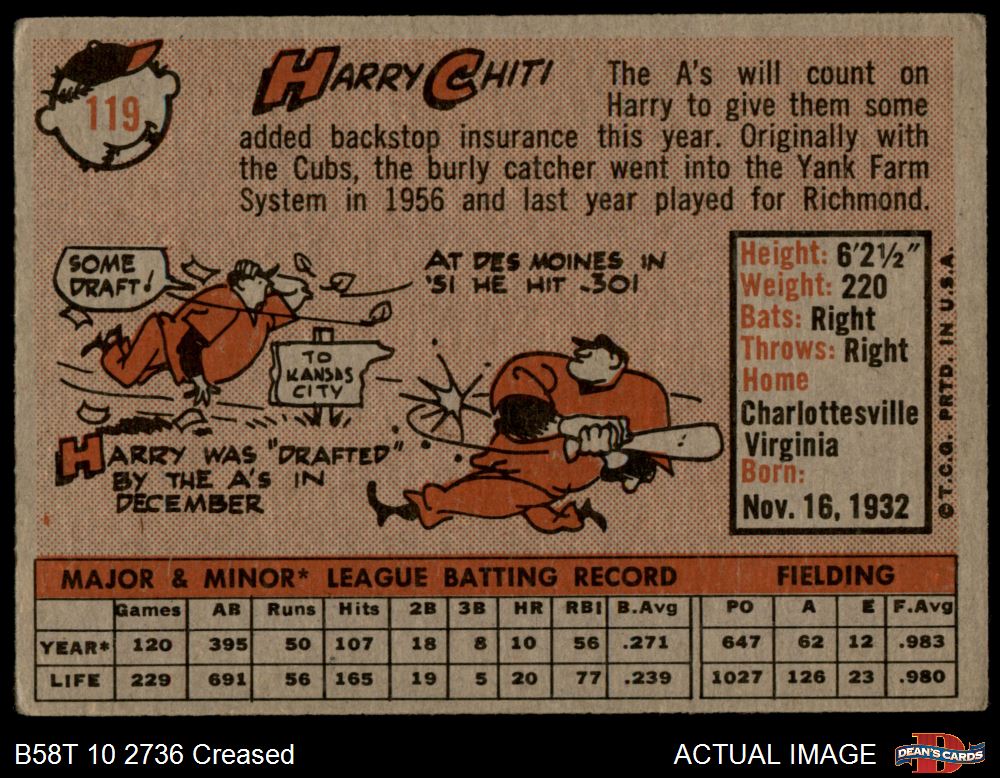 119
HARRY CHITI
The A's will count on
Harry to give them some
added backstop insurance this year. Originally with
the Cubs, the burly catcher went into the Yank Farm
System in 1956 and last year played for Richmond.
SOME
DRAFT!
AT DES MOINES IN
'51 HE HIT .301
TO
KANSAS
CITY
HARRY WAS "DRAFTED"
BY THE A'S IN
DECEMBER
Height: 6'2½"
Weight: 220
Bats: Right
Throws: Right
Home
Charlottesville
Virginia
Born:
Nov. 16, 1932
© T.C.G. PRTD. IN U.S.A.
MAJOR & MINOR* LEAGUE BATTING RECORD FIELDING
Games AB Runs Hits 2B 3B HR RBI B.Avg PO A E F.Avg
YEAR* 120 395 50 107 18 8 10 56 .271 647 62 12 .983
LIFE 229 691 56 165 19 5 20 77 .239 1027 126 23 .980
B58T 10 2736 Creased ACTUAL IMAGE
D
DEAN'S CARDS